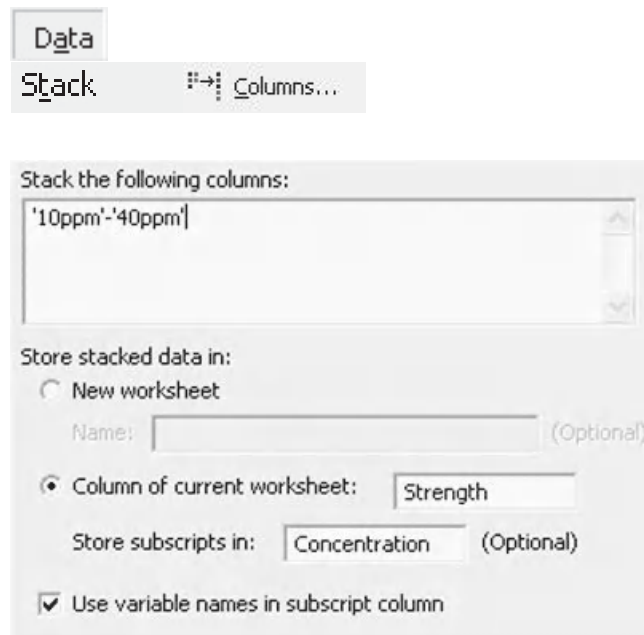 Data
Stack Columns...
Stack the following columns:
'10ppm'-'40ppm'
Store stacked data in:
New worksheet
Name: (Optional)
Column of current worksheet: Strength
Store subscripts in: Concentration (Optional)
Use variable names in subscript column